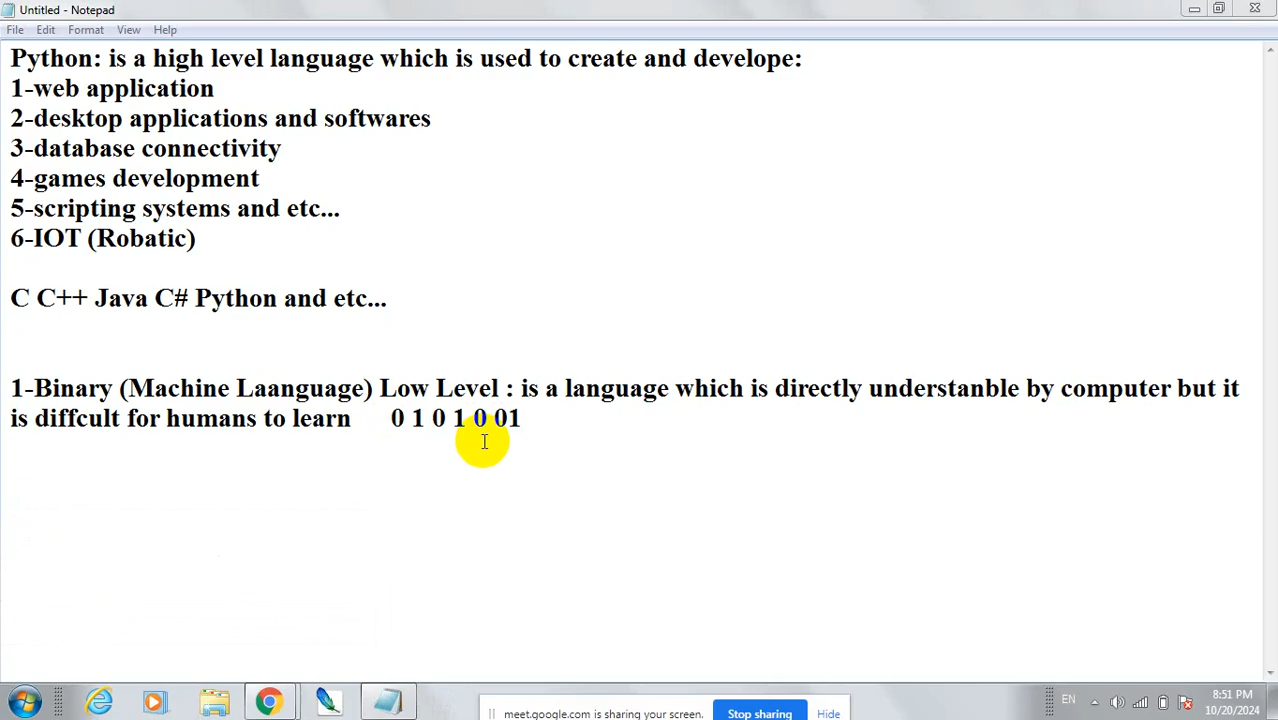 Untitled - Notepad
File Edit Format View Help
Python: is a high level language which is used to create and develope:
1-web application
2-desktop applications and softwares
3-database connectivity
4-games development
5-scripting systems and etc...
6-IOT (Robatic)
C C++ Java C# Python and etc...
1-Binary (Machine Laanguage) Low Level : is a language which is directly understanble by computer but it
is diffcult for humans to learn 0 1 0 1 0 01
meet.google.com is sharing your screen. Stop sharing Hide
EN 8:51 PM
10/20/2024